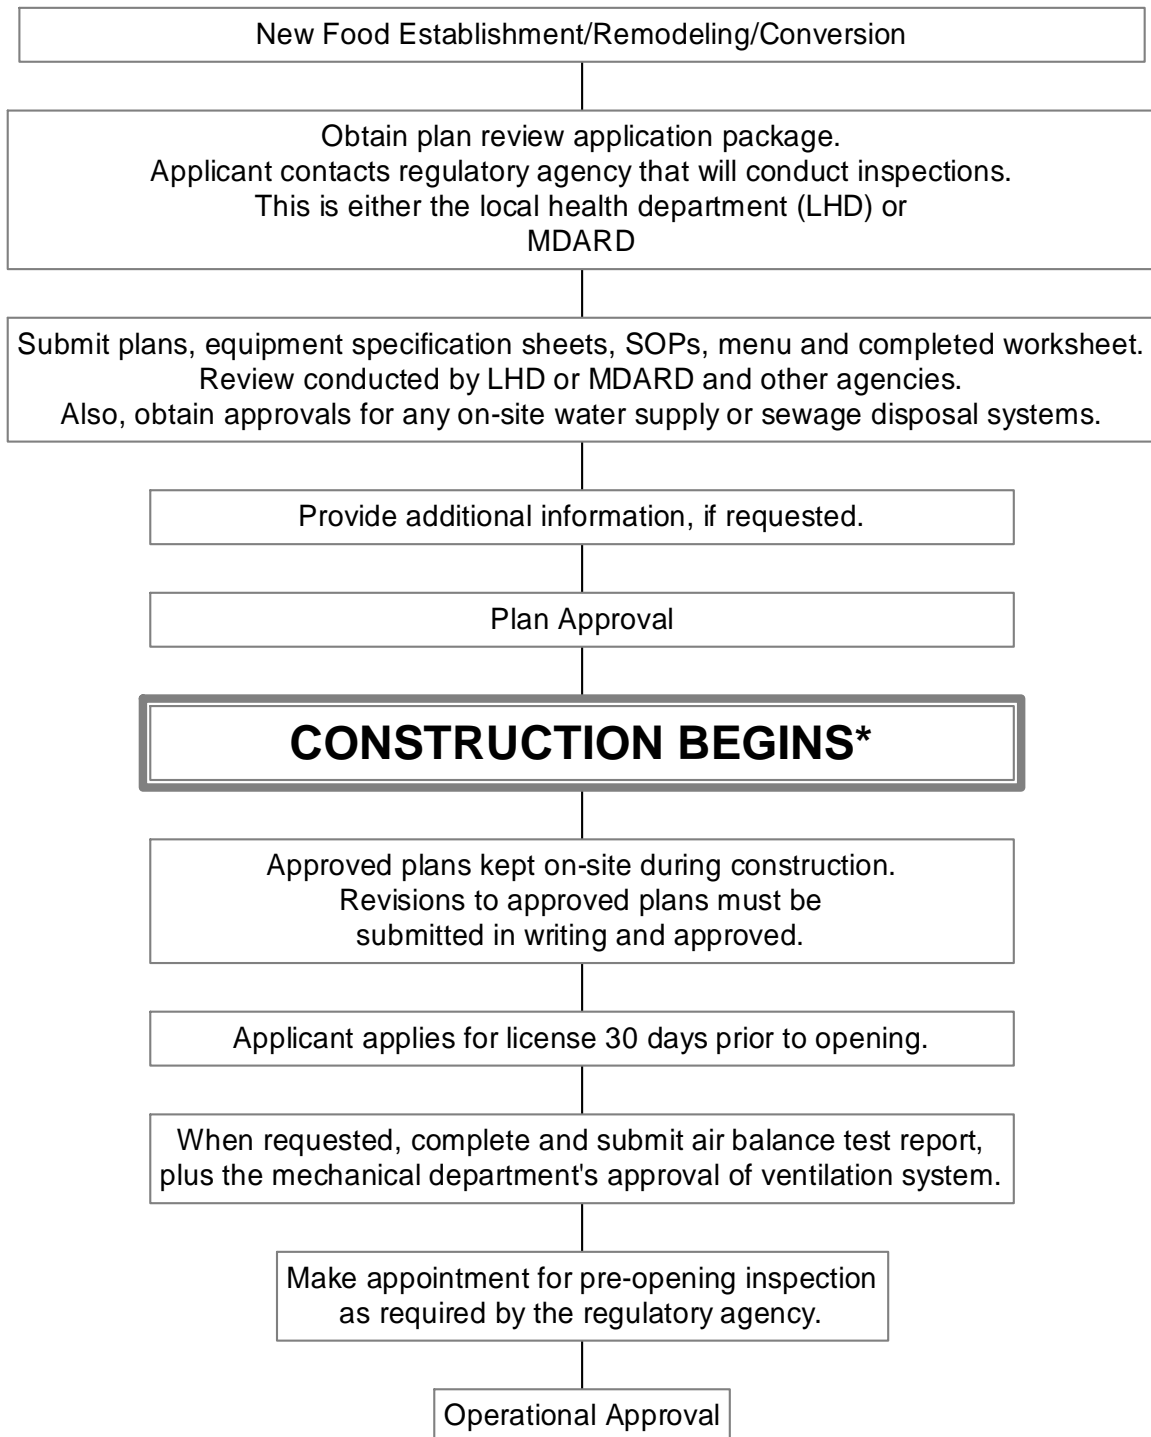 New Food Establishment/Remodeling/Conversion
Obtain plan review application package.
Applicant contacts regulatory agency that will conduct inspections.
This is either the local health department (LHD) or
MDARD
Submit plans, equipment specification sheets, SOPs, menu and completed worksheet.
Review conducted by LHD or MDARD and other agencies.
Also, obtain approvals for any on-site water supply or sewage disposal systems.
Provide additional information, if requested.
Plan Approval
CONSTRUCTION BEGINS*
Approved plans kept on-site during construction.
Revisions to approved plans must be
submitted in writing and approved.
Applicant applies for license 30 days prior to opening.
When requested, complete and submit air balance test report,
plus the mechanical department's approval of ventilation system.
Make appointment for pre-opening inspection
as required by the regulatory agency.
Operational Approval